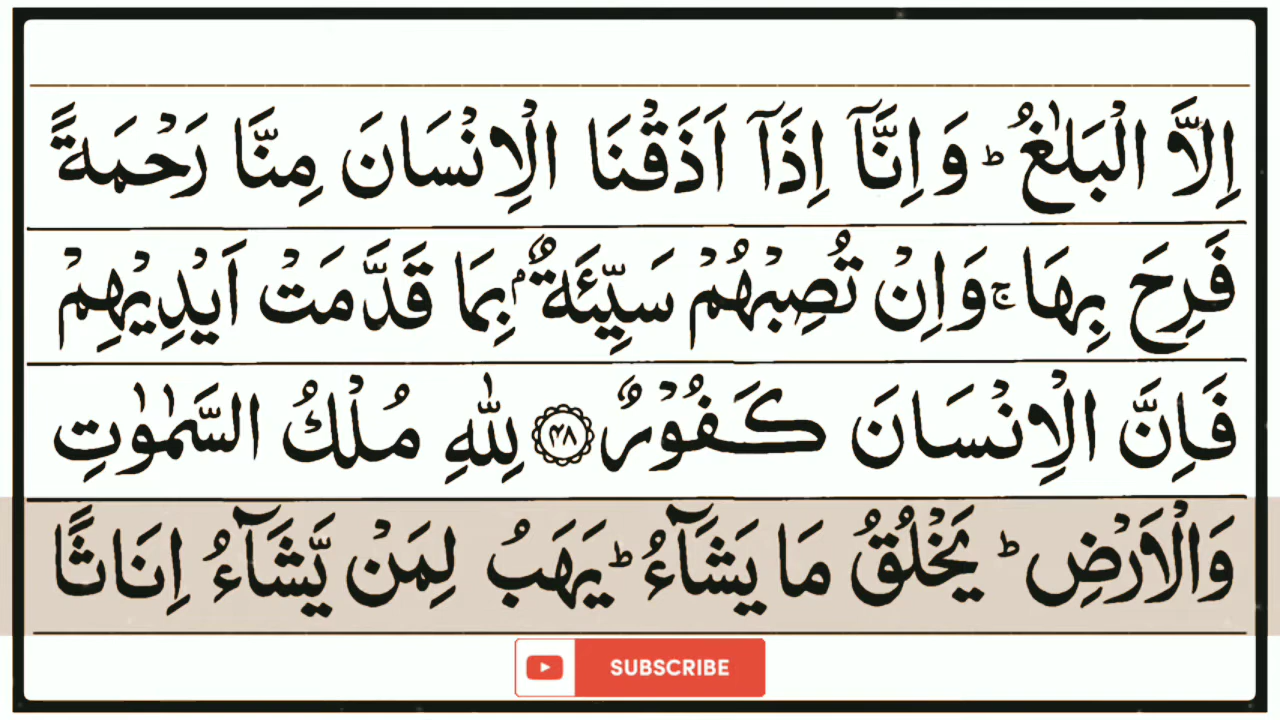 اِلَّا الْبَلٰغُ ؕ وَ اِنَّاۤ اِذَاۤ اَذَقْنَا الْاِنْسَانَ مِنَّا رَحْمَةً
فَرِحَ بِهَا ۚ وَاِنْ تُصِبْهُمْ سَيِّئَةٌۢ بِمَا قَدَّمَتْ اَيْدِيْهِمْ
فَاِنَّ الْاِنْسَانَ كَفُوْرٌ ۴۸ لِلّٰهِ مُلْكُ السَّمٰوٰتِ
وَالْاَرْضِ ؕ يَخْلُقُ مَا يَشَآءُ ؕ يَهَبُ لِمَنْ يَّشَآءُ اِنَاثًا
SUBSCRIBE